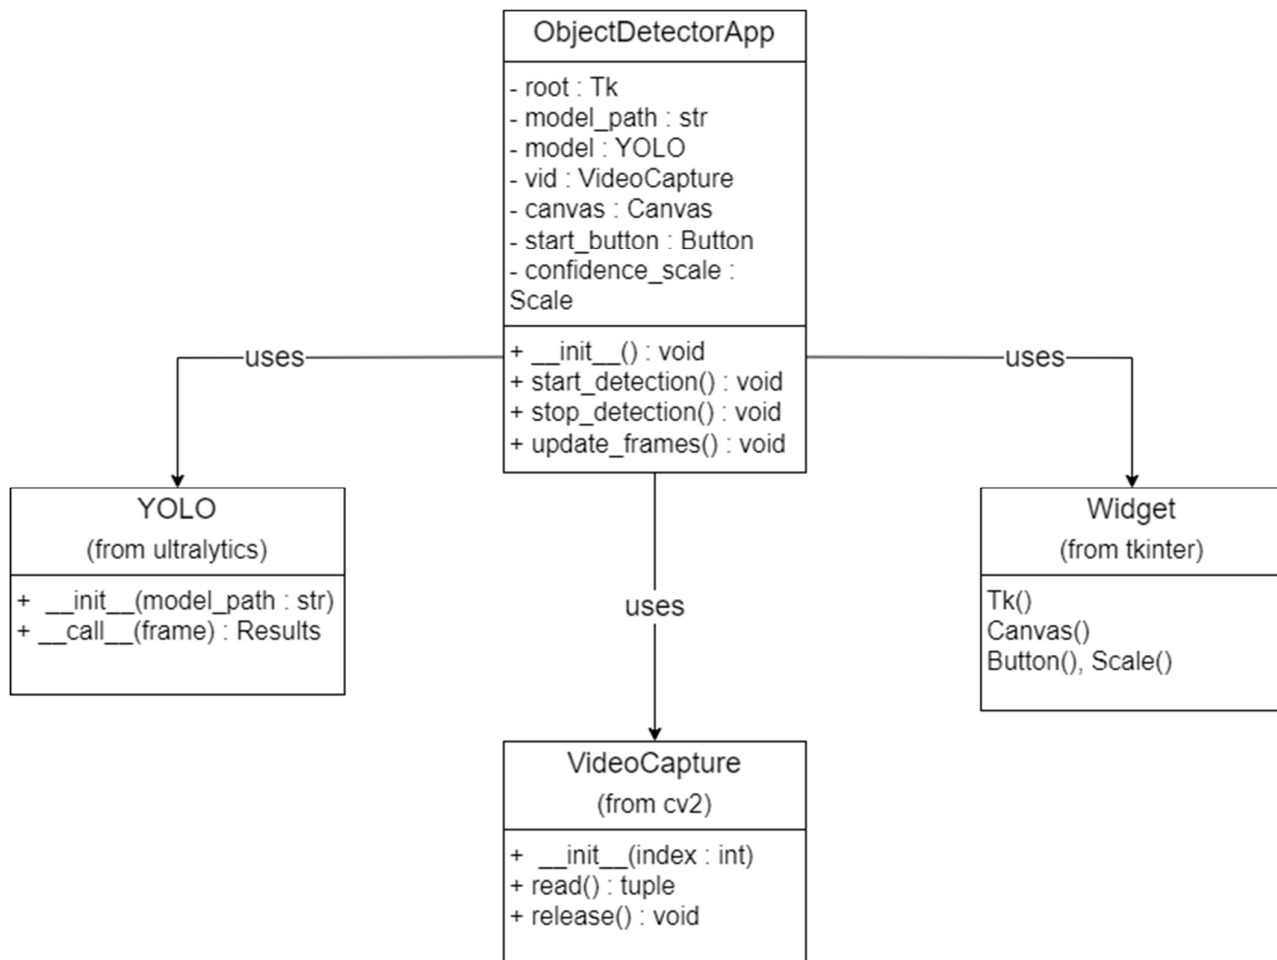 ObjectDetectorApp
- root : Tk
- model_path : str
- model : YOLO
- vid : VideoCapture
- canvas : Canvas
- start_button : Button
- confidence_scale :
Scale
+ __init__() : void
+ start_detection() : void
+ stop_detection() : void
+ update_frames() : void
uses
uses
YOLO
(from ultralytics)
+ __init__(model_path : str)
+ __call__(frame) : Results
Widget
(from tkinter)
Tk()
Canvas()
Button(), Scale()
uses
VideoCapture
(from cv2)
+ __init__(index : int)
+ read() : tuple
+ release() : void